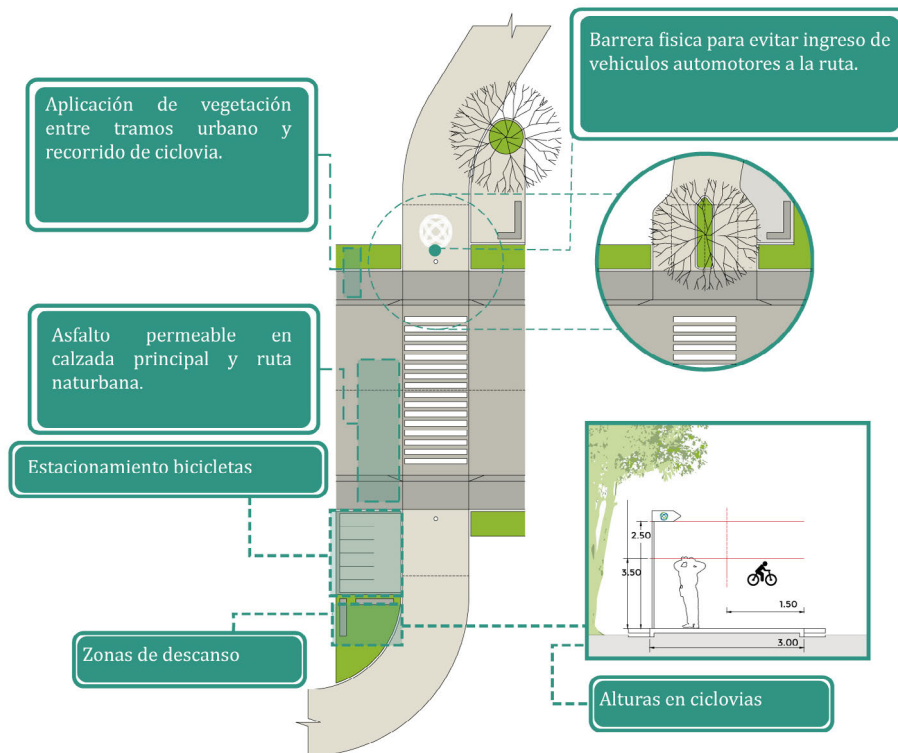 Barrera fisica para evitar ingreso de
vehiculos automotores a la ruta.
Aplicación de vegetación
entre tramos urbano y
recorrido de ciclovia.
Asfalto permeable en
calzada principal y ruta
naturbana.
Estacionamiento bicicletas
2.50
3.50
1.50
3.00
Zonas de descanso
Alturas en ciclovias